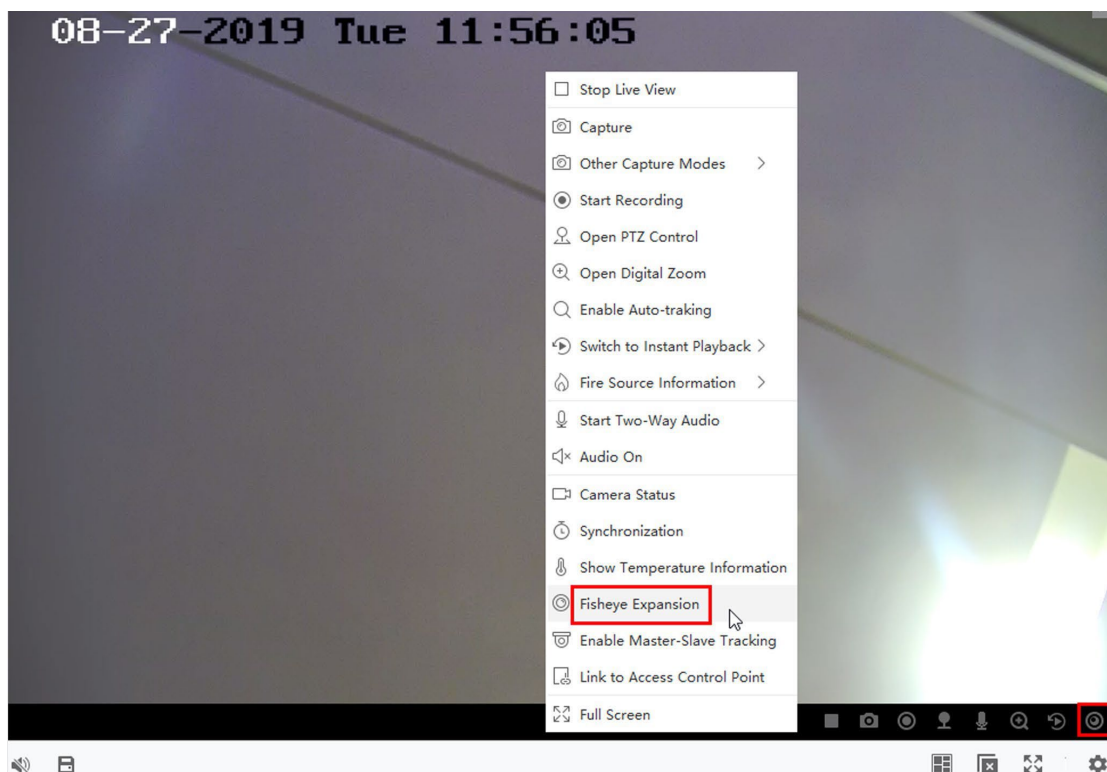 08-27-2019 Tue 11:56:05
Stop Live View
Capture
Other Capture Modes
Start Recording
Open PTZ Control
Open Digital Zoom
Enable Auto-traking
Switch to Instant Playback
Fire Source Information
Start Two-Way Audio
Audio On
Camera Status
Synchronization
Show Temperature Information
Fisheye Expansion
Enable Master-Slave Tracking
Link to Access Control Point
Full Screen